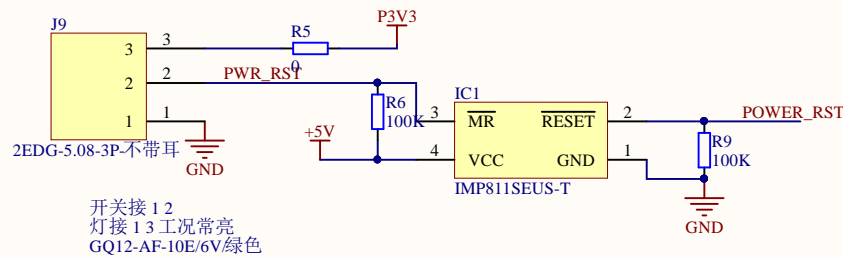 J9
3
3
R5
0
P3V3
2
2
PWR_RST
1
1
GND
2EDG-5.08-3P-不带耳
R6
100K
+5V
IC1
3
MR
RESET
2
POWER_RST
4
VCC
GND
1
IMP811SEUS-T
R9
100K
GND
开关接 1 2
灯接 1 3 工况常亮
GQ12-AF-10E/6V/绿色